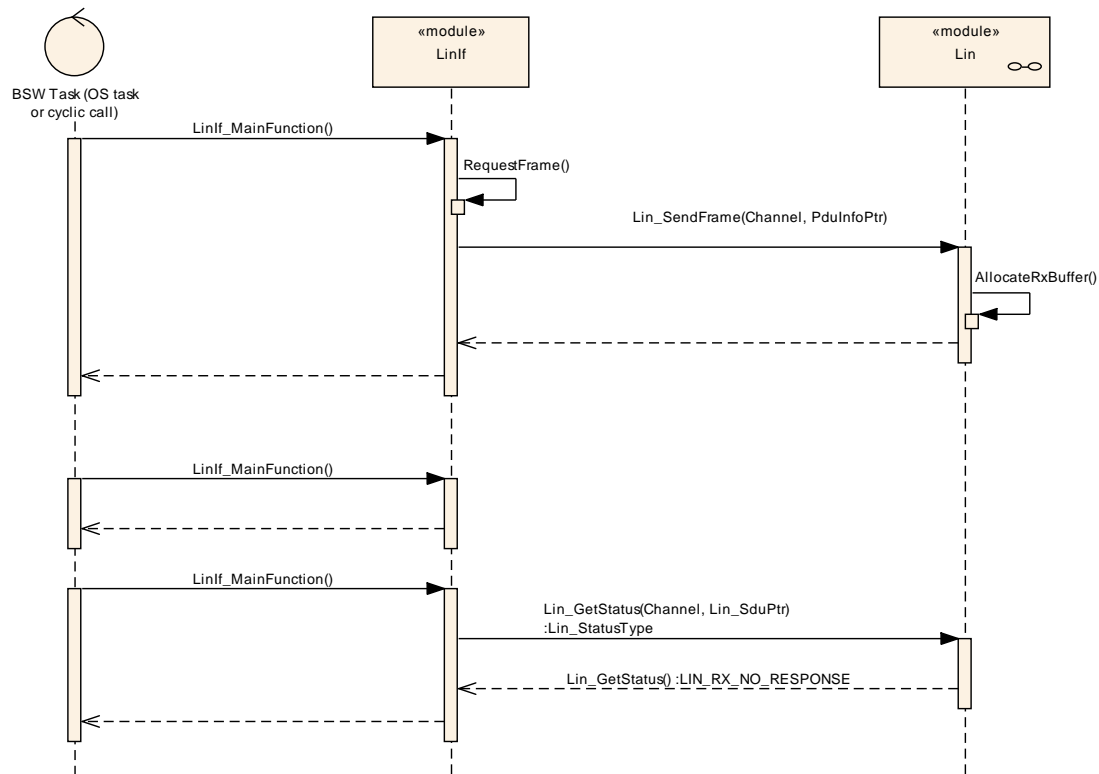 «module»
LinIf
«module»
Lin
BSW Task (OS task
or cyclic call)
LinIf_MainFunction()
RequestFrame()
Lin_SendFrame(Channel, PduInfoPtr)
AllocateRxBuffer()
LinIf_MainFunction()
LinIf_MainFunction()
Lin_GetStatus(Channel, Lin_SduPtr)
:Lin_StatusType
Lin_GetStatus() :LIN_RX_NO_RESPONSE